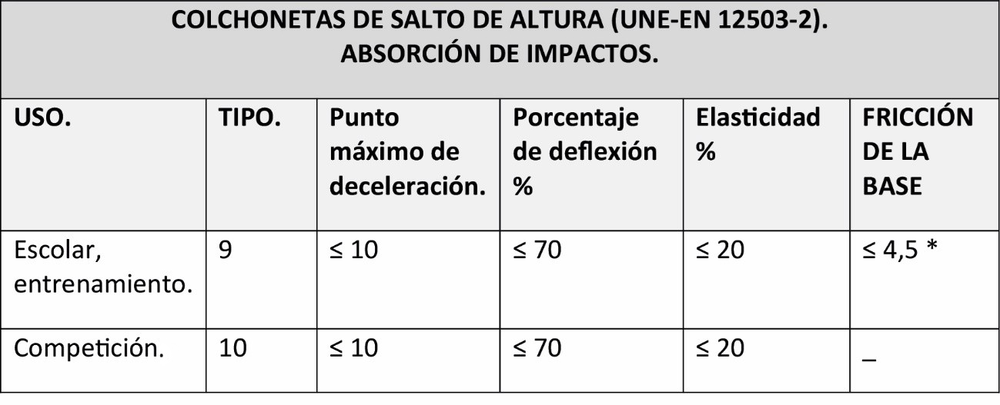 COLCHONETAS DE SALTO DE ALTURA (UNE-EN 12503-2).
ABSORCIÓN DE IMPACTOS.
USO.
TIPO.
Punto
máximo de
deceleración.
Porcentaje
de deflexión
%
Elasticidad
%
FRICCIÓN
DE LA
BASE
Escolar,
entrenamiento.
9
≤ 10
≤ 70
≤ 20
≤ 4,5 *
Competición.
10
≤ 10
≤ 70
≤ 20
_